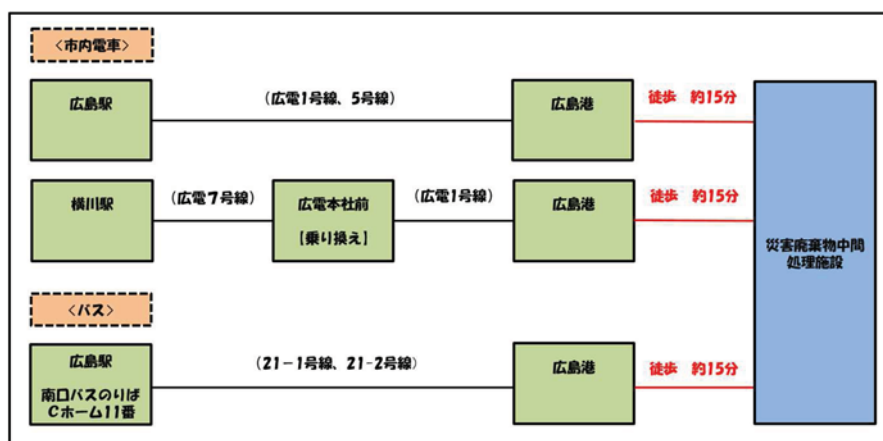 <市内電車>
広島駅
(広電1号線、5号線)
広島港
徒歩 約15分
横川駅
(広電7号線)
広電本社前
【乗り換え】
(広電1号線)
広島港
徒歩 約15分
災害廃棄物中間
処理施設
<バス>
広島駅
南口バスのりば
Cホーム11番
(21-1号線、21-2号線)
広島港
徒歩 約15分